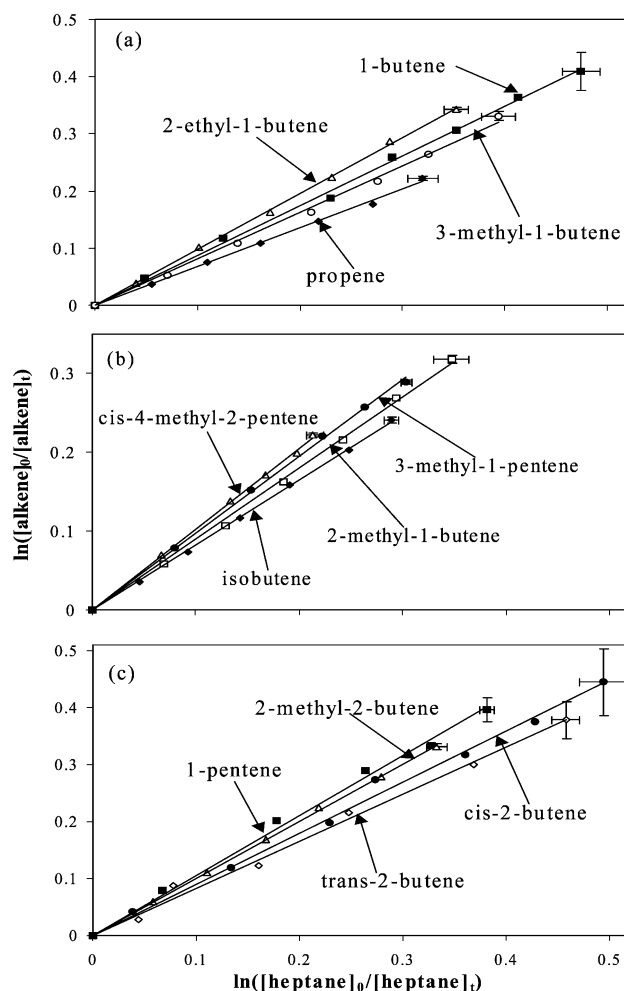 0.5
(a)
1-butene
0.4
2-ethyl-1-butene
0.3
0.2
3-methyl-1-butene
0.1
propene
0
(b)
0.3
cis-4-methyl-2-pentene
0.2
3-methyl-1-pentene
2-methyl-1-butene
0.1
isobutene
0
ln([alkene]0/[alkene]t)
0.5
(c)
2-methyl-2-butene
0.4
1-pentene
0.3
cis-2-butene
0.2
trans-2-butene
0.1
0
0 0.1 0.2 0.3 0.4 0.5
ln([heptane]0/[heptane]t)